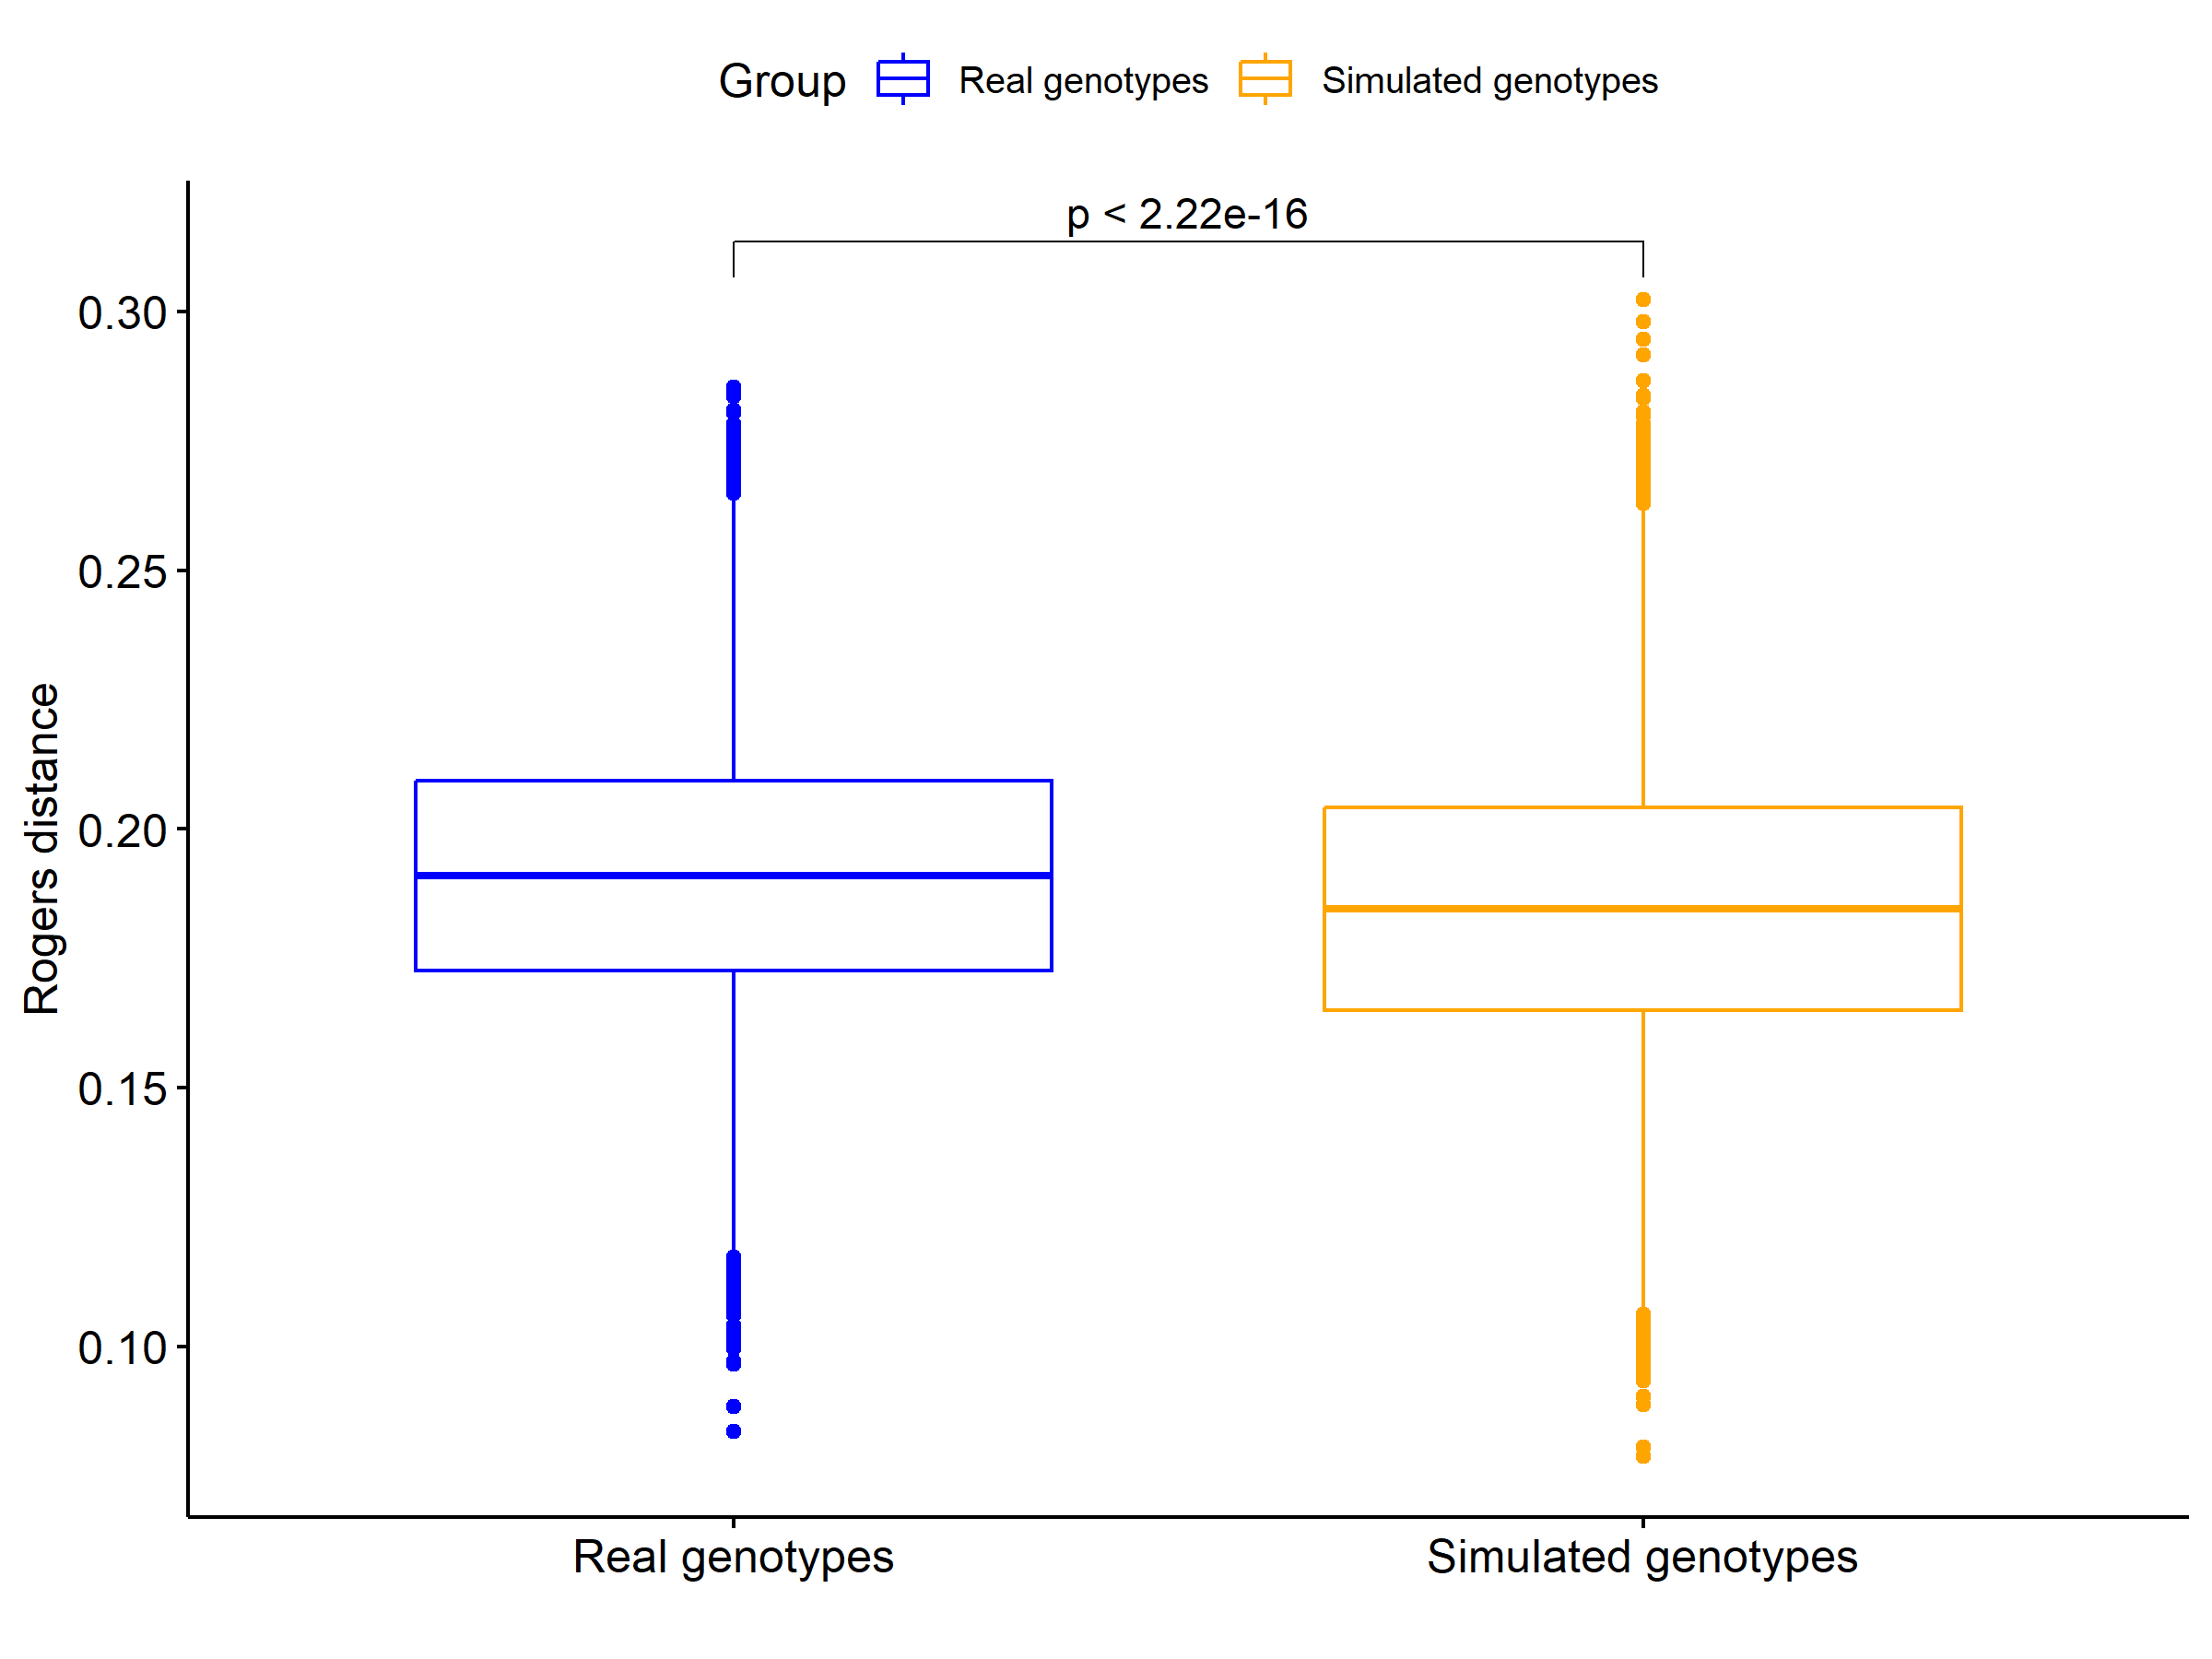 Group Real genotypes Simulated genotypes
p < 2.22e-16
0.30
0.25
0.20
0.15
0.10
Rogers distance
Real genotypes Simulated genotypes